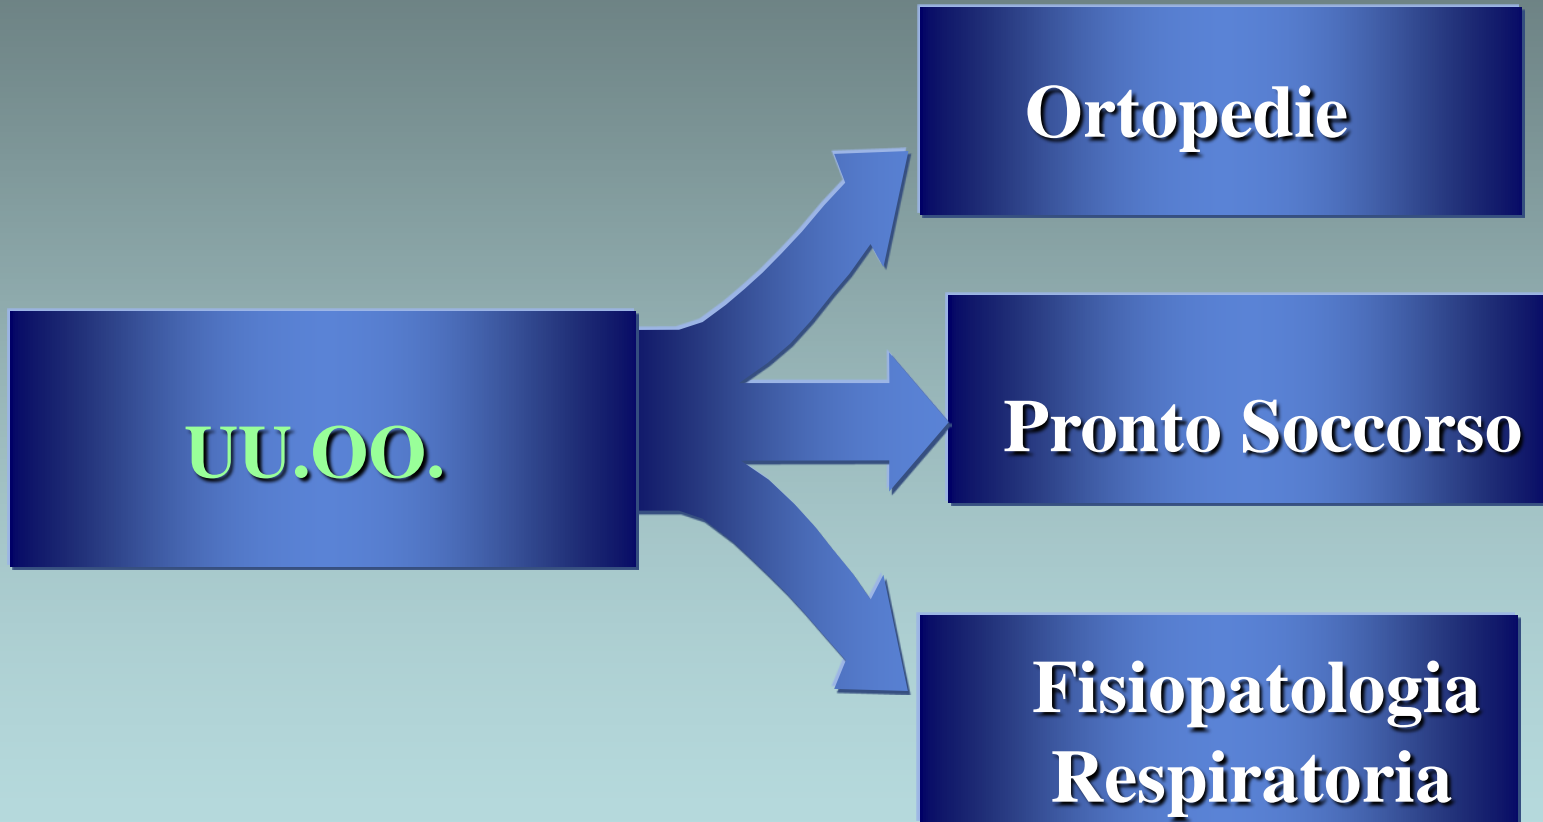 Ortopedie
UU.OO.
Pronto Soccorso
Fisiopatologia
Respiratoria